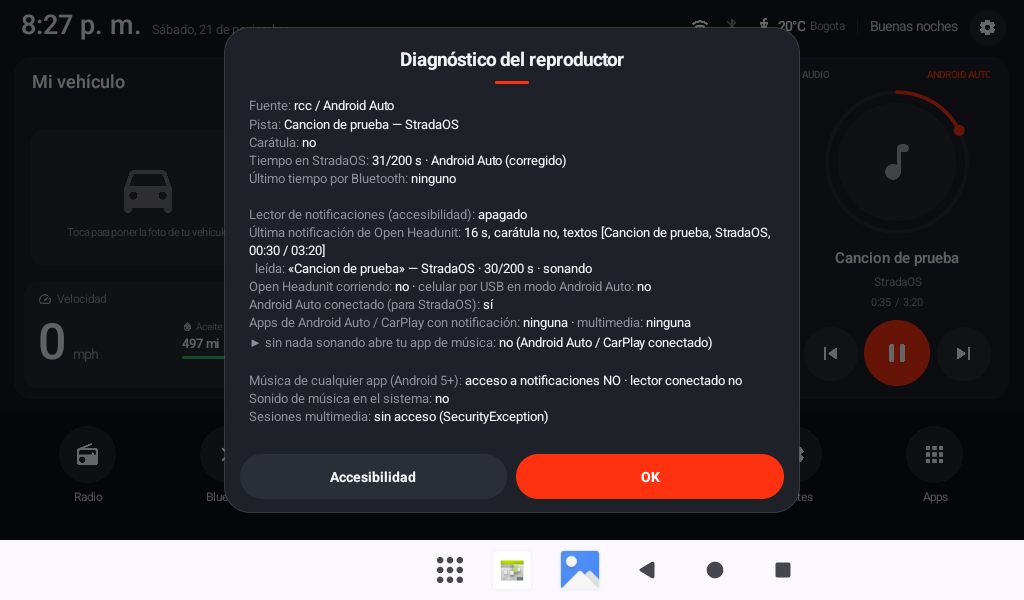 8:27 p. m.
Sábado, 21 de
20°C Bogota
Buenas noches
Mi vehículo
Diagnóstico del reproductor
AUDIO
ANDROID AUTO
Fuente: rcc / Android Auto
Pista: Cancion de prueba — StradaOS
Carátula: no
Tiempo en StradaOS: 31/200 s · Android Auto (corregido)
Último tiempo por Bluetooth: ninguno
Lector de notificaciones (accesibilidad): apagado
Última notificación de Open Headunit: 16 s, carátula no, textos [Cancion de prueba, StradaOS,
00:30 / 03:20]
leída: «Cancion de prueba» — StradaOS · 30/200 s · sonando
Open Headunit corriendo: no · celular por USB en modo Android Auto: no
Android Auto conectado (para StradaOS): sí
Apps de Android Auto / CarPlay con notificación: ninguna · multimedia: ninguna
► sin nada sonando abre tu app de música: no (Android Auto / CarPlay conectado)
Música de cualquier app (Android 5+): acceso a notificaciones NO · lector conectado no
Sonido de música en el sistema: no
Sesiones multimedia: sin acceso (SecurityException)
Accesibilidad
OK
Toca para poner la foto de tu vehícul
Velocidad
0 mph
Aceite
497 mi
Cancion de prueba
StradaOS
0:35 / 3:20
Radio
Blue
tes
Apps